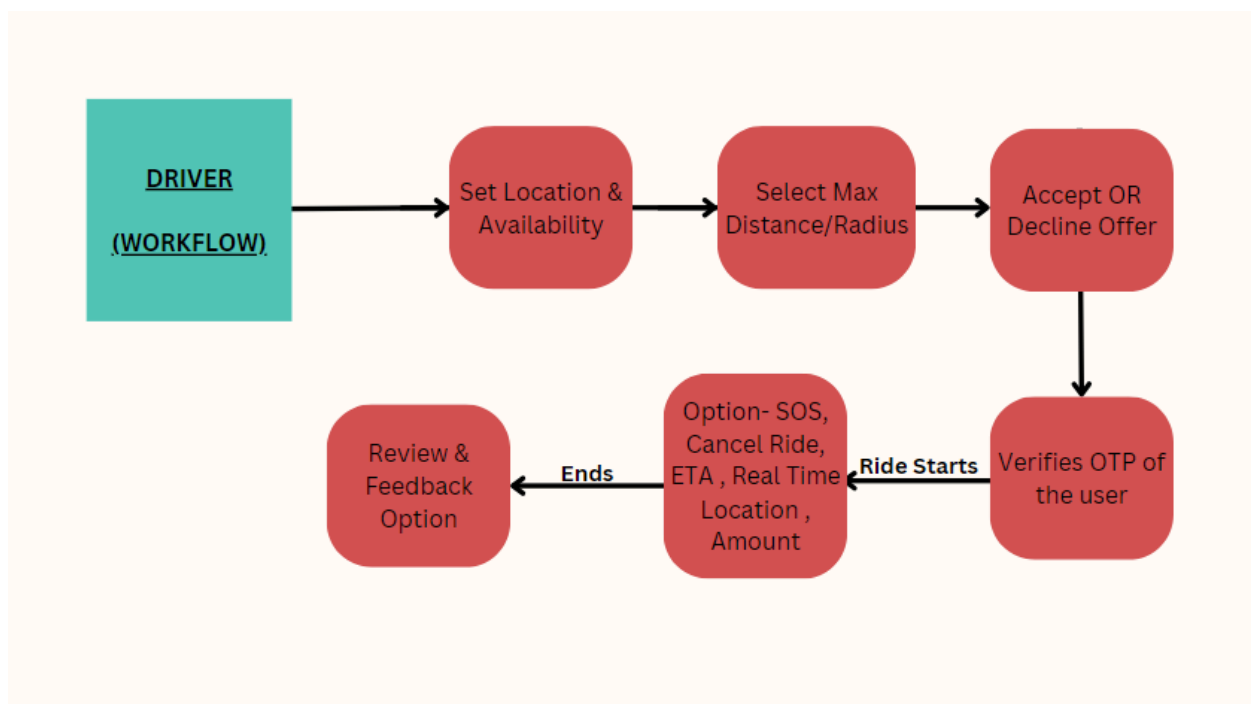 DRIVER
(WORKFLOW)
Set Location &
Availability
Select Max
Distance/Radius
Accept OR
Decline Offer
Verifies OTP of
the user
Ride Starts
Option- SOS,
Cancel Ride,
ETA , Real Time
Location ,
Amount
Ends
Review &
Feedback
Option